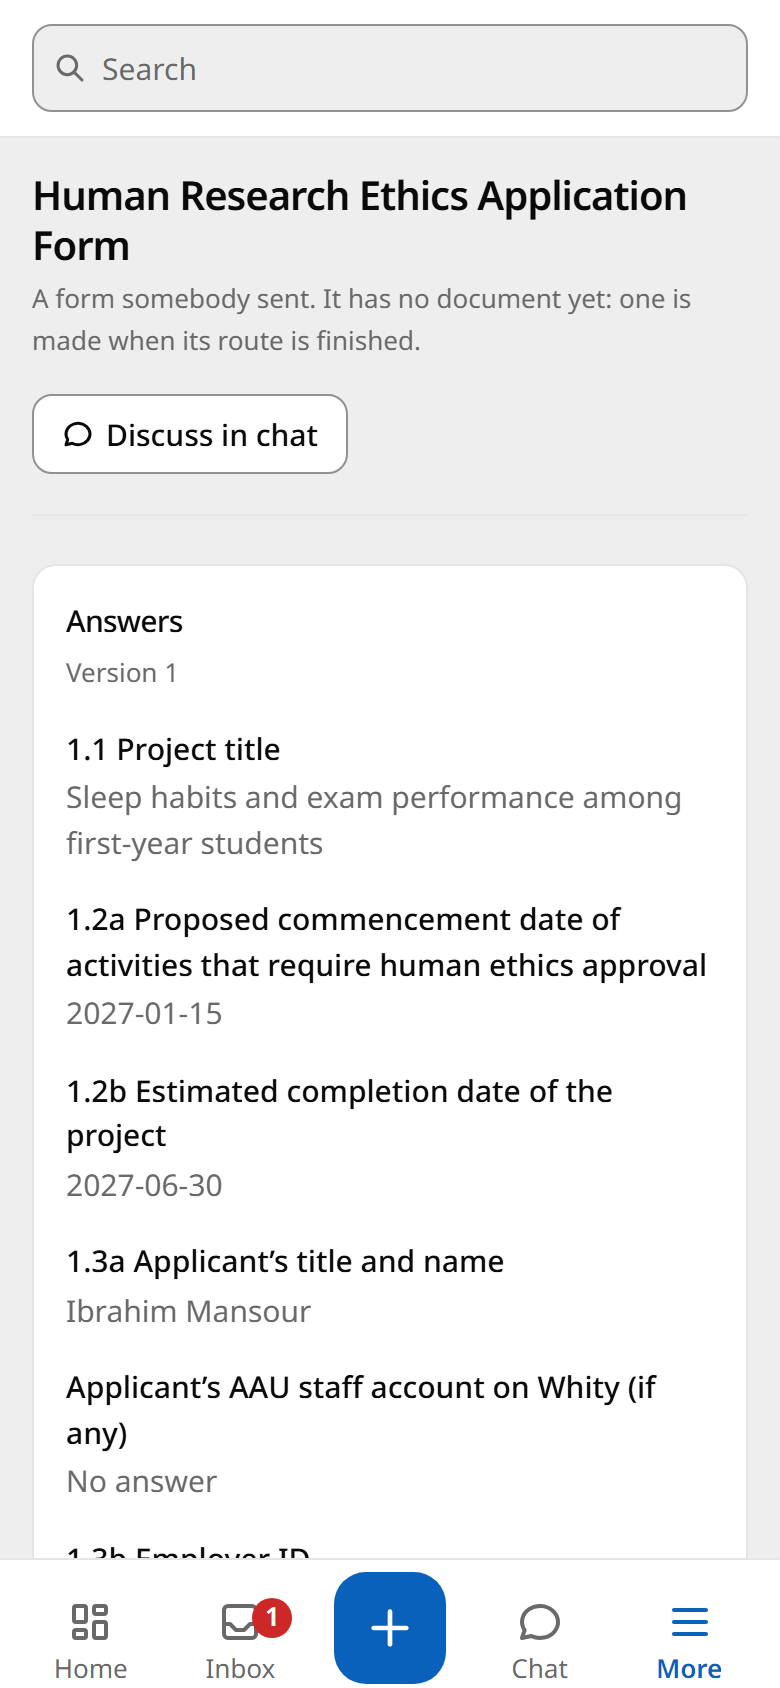 Search
Human Research Ethics Application
Form
A form somebody sent. It has no document yet: one is
made when its route is finished.
Discuss in chat
Answers
Version 1
1.1 Project title
Sleep habits and exam performance among
first-year students
1.2a Proposed commencement date of
activities that require human ethics approval
2027-01-15
1.2b Estimated completion date of the
project
2027-06-30
1.3a Applicant’s title and name
Ibrahim Mansour
Applicant’s AAU staff account on Whity (if
any)
No answer
1.3b Employer ID
Home
Inbox
1
Chat
More